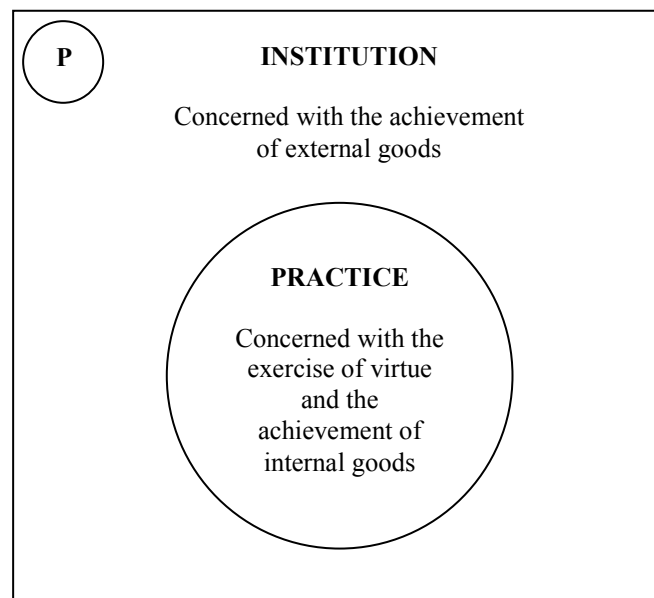 P
INSTITUTION
Concerned with the achievement
of external goods
PRACTICE
Concerned with the
exercise of virtue
and the
achievement of
internal goods